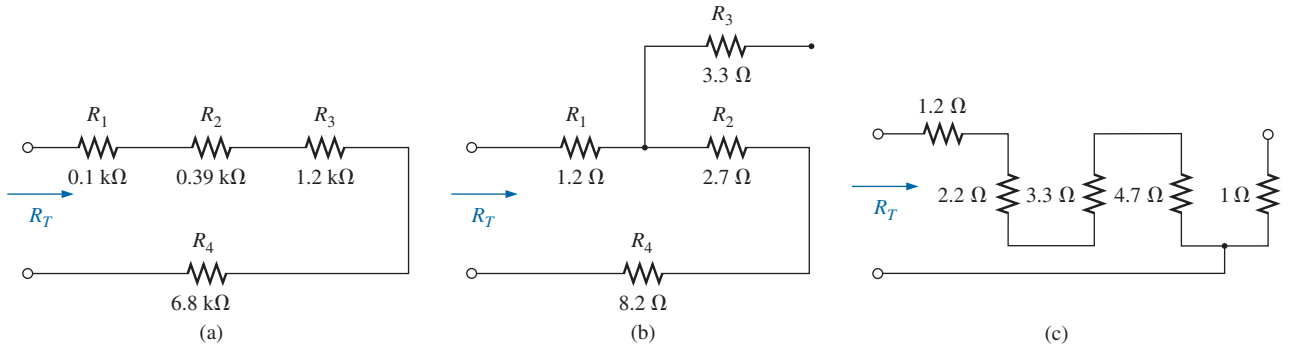 R1
R2
R3
0.1 kΩ
0.39 kΩ
1.2 kΩ
RT
R4
6.8 kΩ
(a)
R3
3.3 Ω
R1
R2
1.2 Ω
2.7 Ω
RT
R4
8.2 Ω
(b)
1.2 Ω
2.2 Ω
3.3 Ω
4.7 Ω
1 Ω
RT
(c)